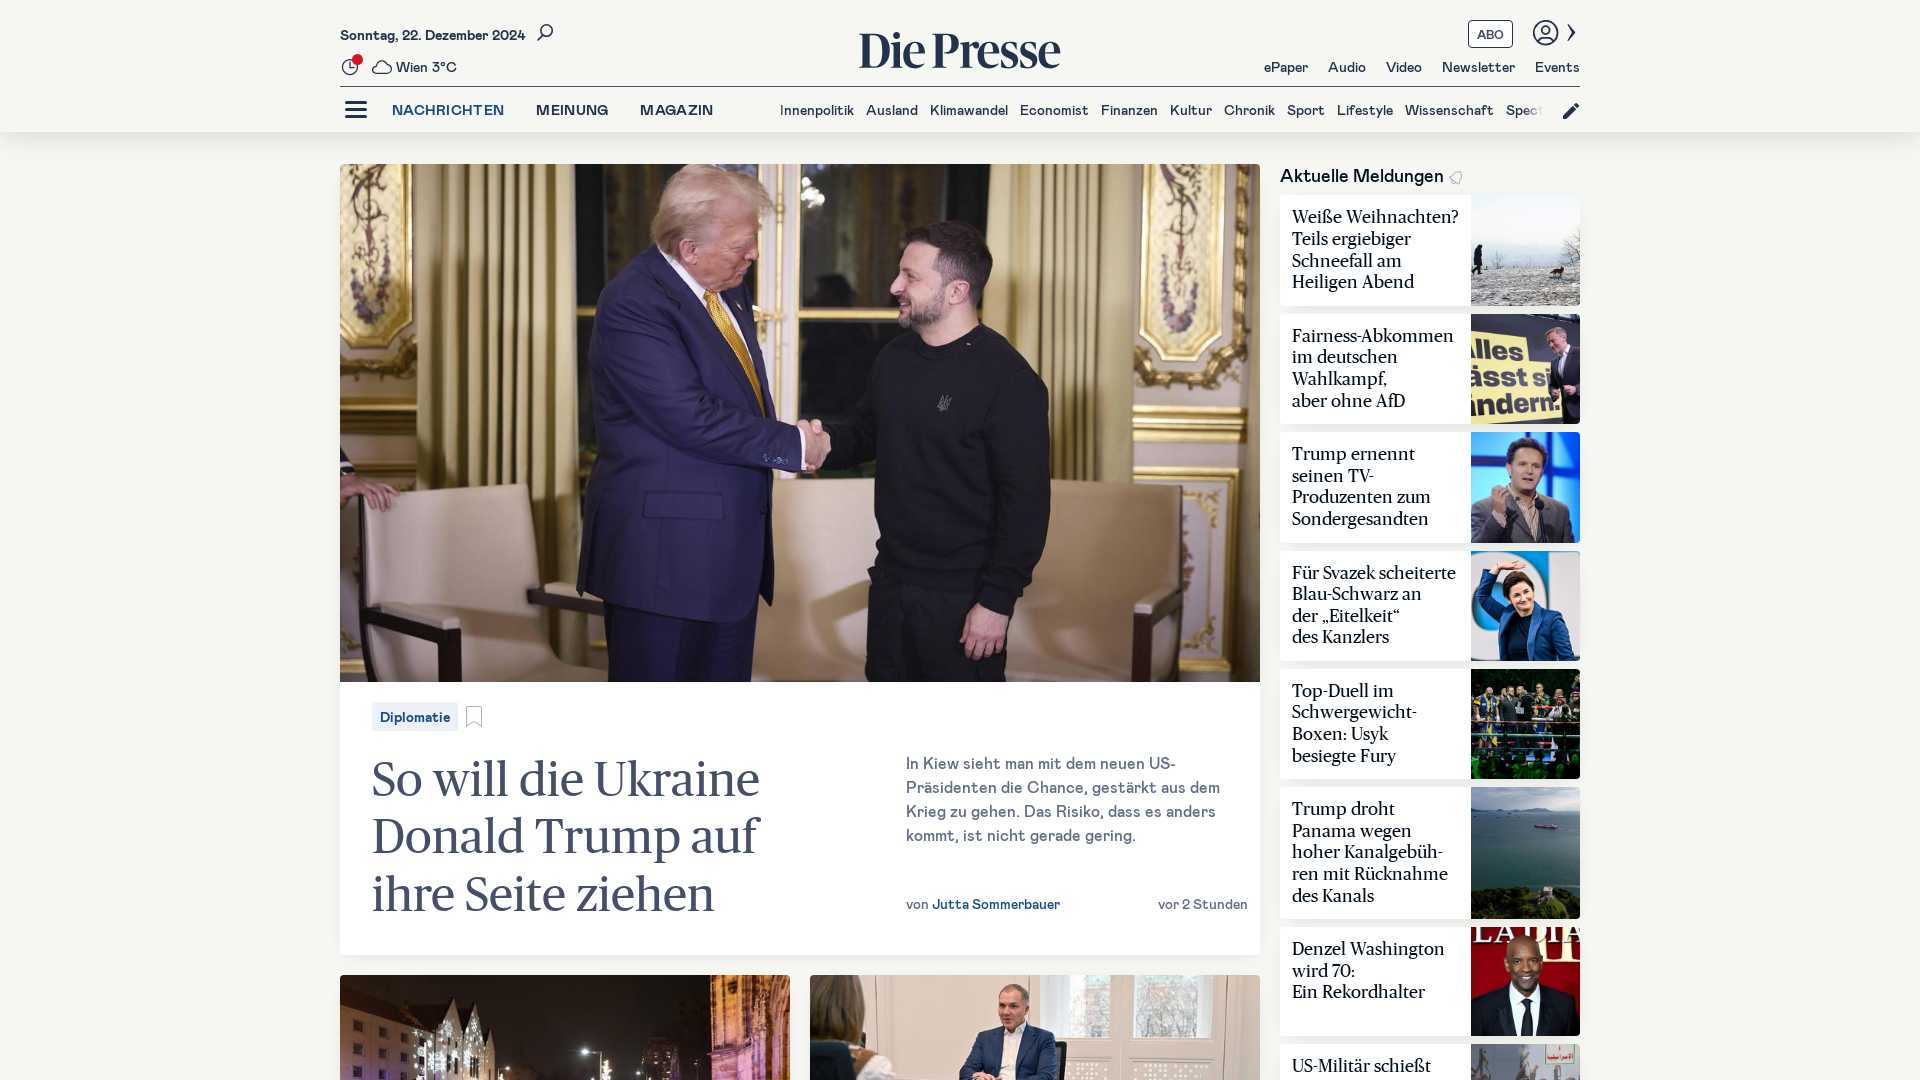 Sonntag, 22. Dezember 2024
Wien 3°C
Die Presse
ABO
ePaper Audio Video Newsletter Events
NACHRICHTEN MEINUNG MAGAZIN
Innenpolitik Ausland Klimawandel Economist Finanzen Kultur Chronik Sport Lifestyle Wissenschaft Spect
Diplomatie
So will die Ukraine
Donald Trump auf
ihre Seite ziehen
In Kiew sieht man mit dem neuen US-
Präsidenten die Chance, gestärkt aus dem
Krieg zu gehen. Das Risiko, dass es anders
kommt, ist nicht gerade gering.
von Jutta Sommerbauer
vor 2 Stunden
Aktuelle Meldungen
Weiße Weihnachten?
Teils ergiebiger
Schneefall am
Heiligen Abend
Fairness-Abkommen
im deutschen
Wahlkampf,
aber ohne AfD
Alles
lässt si
ändern.
Trump ernennt
seinen TV-
Produzenten zum
Sondergesandten
Für Svazek scheiterte
Blau-Schwarz an
der „Eitelkeit“
des Kanzlers
Top-Duell im
Schwergewicht-
Boxen: Usyk
besiegte Fury
Trump droht
Panama wegen
hoher Kanalgebüh-
ren mit Rücknahme
des Kanals
Denzel Washington
wird 70:
Ein Rekordhalter
LADIA
US-Militär schießt